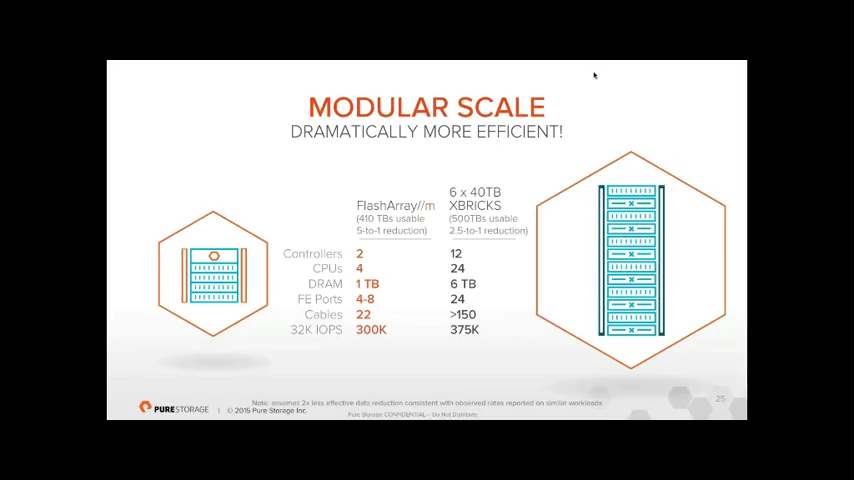 MODULAR SCALE
DRAMATICALLY MORE EFFICIENT!
FlashArray//m
(410 TBs usable
5-to-1 reduction)
6 x 40TB
XBRICKS
(500TBs usable
2.5-to-1 reduction)
Controllers 2 12
CPUs 4 24
DRAM 1 TB 6 TB
FE Ports 4-8 24
Cables 22 >150
32K IOPS 300K 375K
Note: assumes 2x less effective data reduction consistent with observed rates reported on similar workloads
PURESTORAGE | © 2015 Pure Storage Inc.
Pure Storage CONFIDENTIAL – Do Not Distribute
25